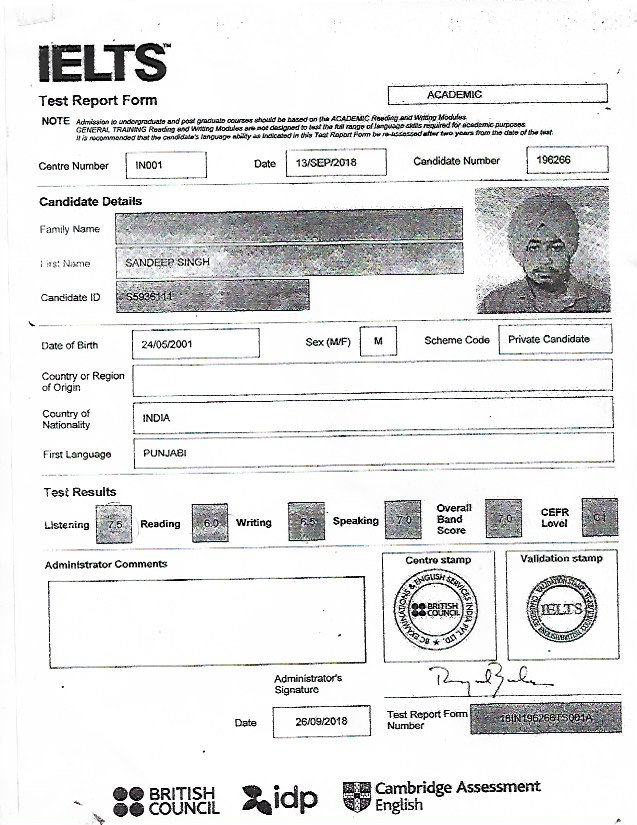 IELTS™
Test Report Form
ACADEMIC
NOTE Admission to undergraduate and post graduate courses should be based on the ACADEMIC Reading and Writing Modules.
GENERAL TRAINING Reading and Writing Modules are not designed to test the full range of language skills required for academic purposes.
It is recommended that the candidate's language ability as indicated in this Test Report Form be re-assessed after two years from the date of the test.
Centre Number IN001 Date 13/SEP/2018 Candidate Number 196266
Candidate Details
Family Name
First Name SANDEEP SINGH
Candidate ID S5936111
Date of Birth 24/05/2001 Sex (M/F) M Scheme Code Private Candidate
Country or Region
of Origin
Country of
Nationality INDIA
First Language PUNJABI
Test Results
Listening 7.5 Reading 6.0 Writing 6.5 Speaking 7.0 Overall Band Score 7.0 CEFR Level C1
Administrator Comments
Centre stamp
BC EXAMINATIONS & ENGLISH SERVICES INDIA PVT. LTD.
BRITISH
COUNCIL
Validation stamp
IELTS
Administrator's
Signature
Date 26/09/2018
Test Report Form
Number 18IN196266TS001A
BRITISH
COUNCIL
idp
Cambridge Assessment
English